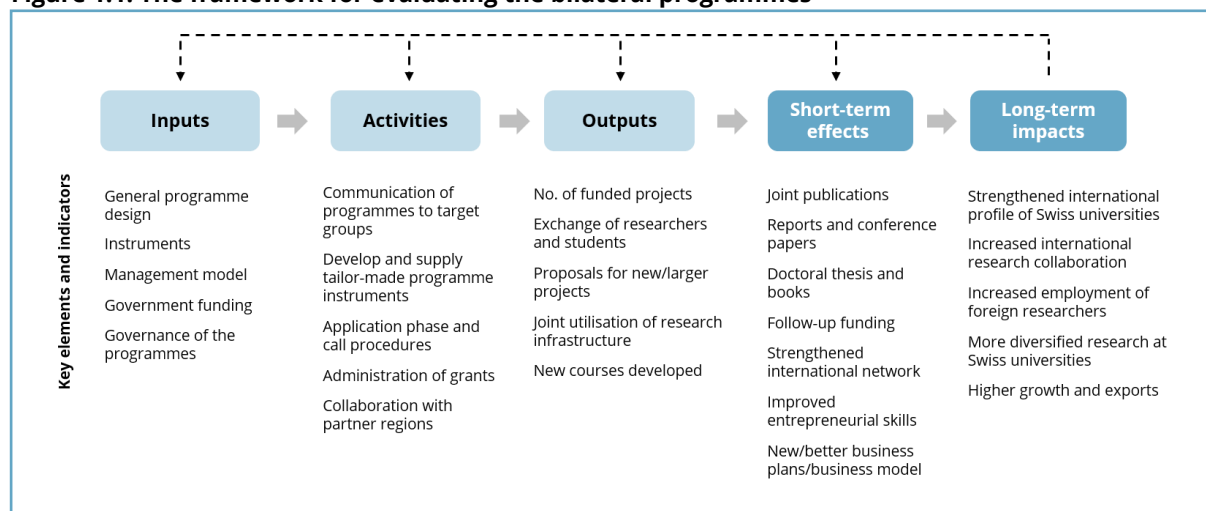 Figure 1.1. The framework for evaluating the bilateral programmes
Inputs
Activities
Outputs
Short-term
effects
Long-term
impacts
Key elements and indicators
General programme
design
Instruments
Management model
Government funding
Governance of the
programmes
Communication of
programmes to target
groups
Develop and supply
tailor-made programme
instruments
Application phase and
call procedures
Administration of grants
Collaboration with
partner regions
No. of funded projects
Exchange of researchers
and students
Proposals for new/larger
projects
Joint utilisation of research
infrastructure
New courses developed
Joint publications
Reports and conference
papers
Doctoral thesis and
books
Follow-up funding
Strengthened
international network
Improved
entrepreneurial skills
New/better business
plans/business model
Strengthened international
profile of Swiss universities
Increased international
research collaboration
Increased employment of
foreign researchers
More diversified research at
Swiss universities
Higher growth and exports